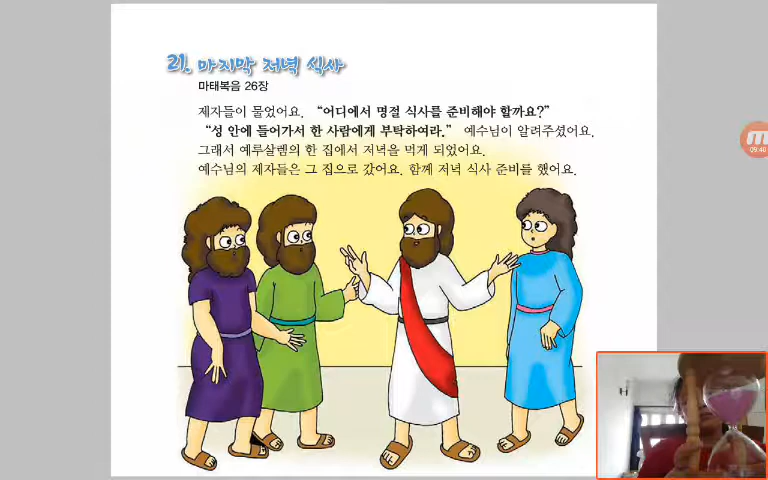 21. 마지막 저녁 식사
마태복음 26장
제자들이 물었어요. “어디에서 명절 식사를 준비해야 할까요?”
“성 안에 들어가서 한 사람에게 부탁하여라.” 예수님이 알려주셨어요.
그래서 예루살렘의 한 집에서 저녁을 먹게 되었어요.
예수님의 제자들은 그 집으로 갔어요. 함께 저녁 식사 준비를 했어요.
09:40